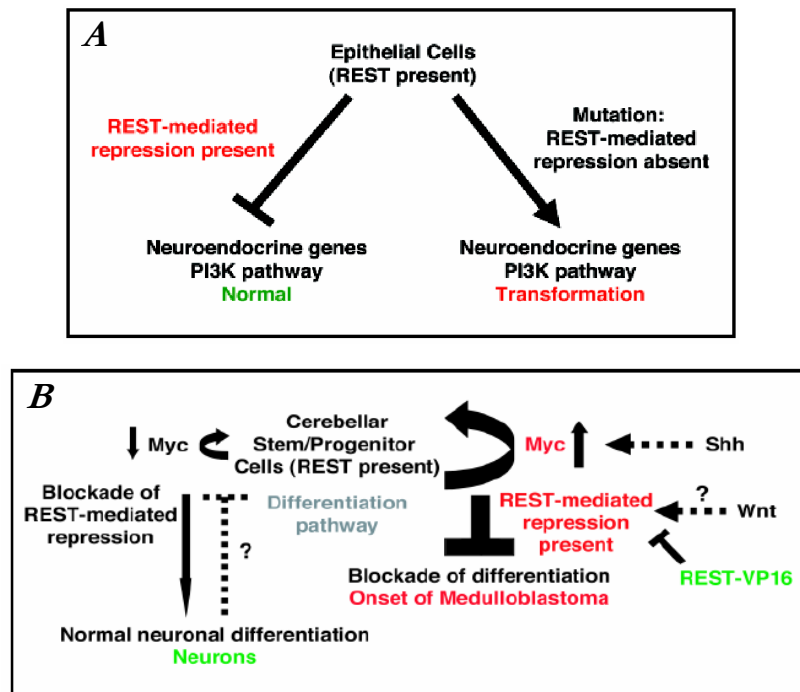 A
Epithelial Cells
(REST present)
REST-mediated
repression present
Mutation:
REST-mediated
repression absent
Neuroendocrine genes
PI3K pathway
Normal
Neuroendocrine genes
PI3K pathway
Transformation
B
Myc
Cerebellar
Stem/Progenitor
Cells (REST present)
Myc
Shh
Blockade of
REST-mediated
repression
Differentiation
pathway
?
REST-mediated
repression
present
?
Wnt
REST-VP16
Blockade of differentiation
Onset of Medulloblastoma
Normal neuronal differentiation
Neurons